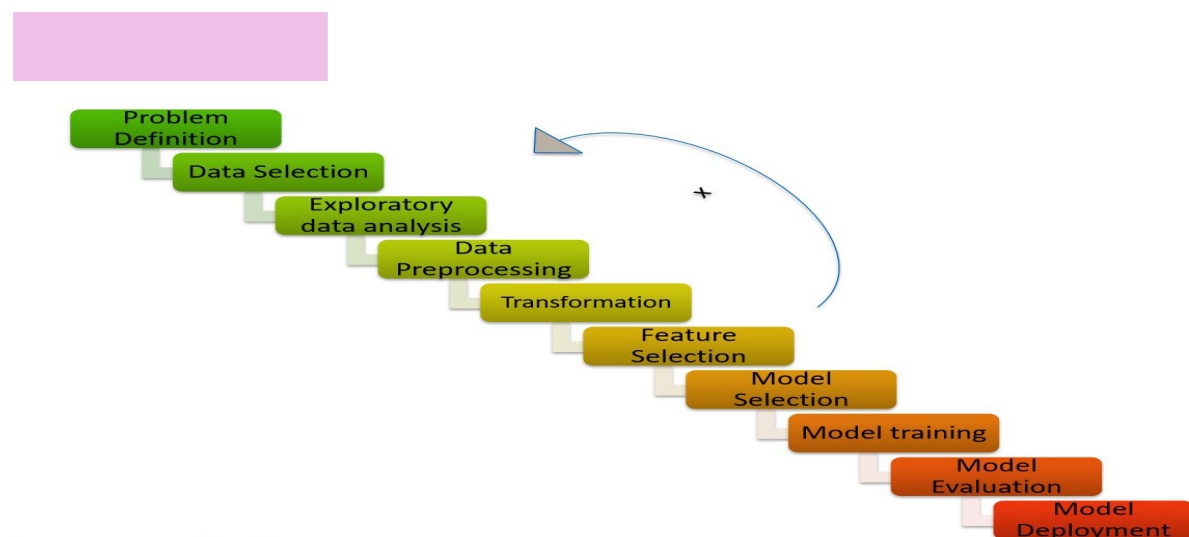 Problem
Definition
Data Selection
Exploratory
data analysis
Data
Preprocessing
Transformation
Feature
Selection
Model
Selection
Model training
Model
Evaluation
Model
Deployment
x